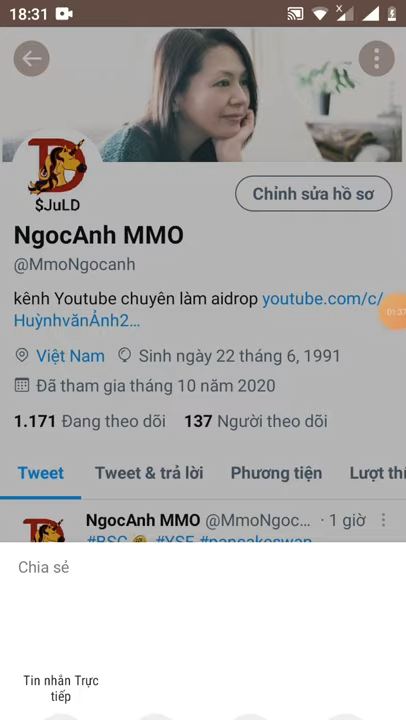 18:31
$JuLD
Chỉnh sửa hồ sơ
NgocAnh MMO
@MmoNgocanh
kênh Youtube chuyên làm aidrop youtube.com/c/
HuỳnhvănẢnh2…
01:37
Việt Nam Sinh ngày 22 tháng 6, 1991
Đã tham gia tháng 10 năm 2020
1.171 Đang theo dõi 137 Người theo dõi
Tweet Tweet & trả lời Phương tiện Lượt thí
NgocAnh MMO @MmoNgoc… · 1 giờ
#BSC #YSE #pancakeswap
Chia sẻ
Tin nhắn Trực
tiếp